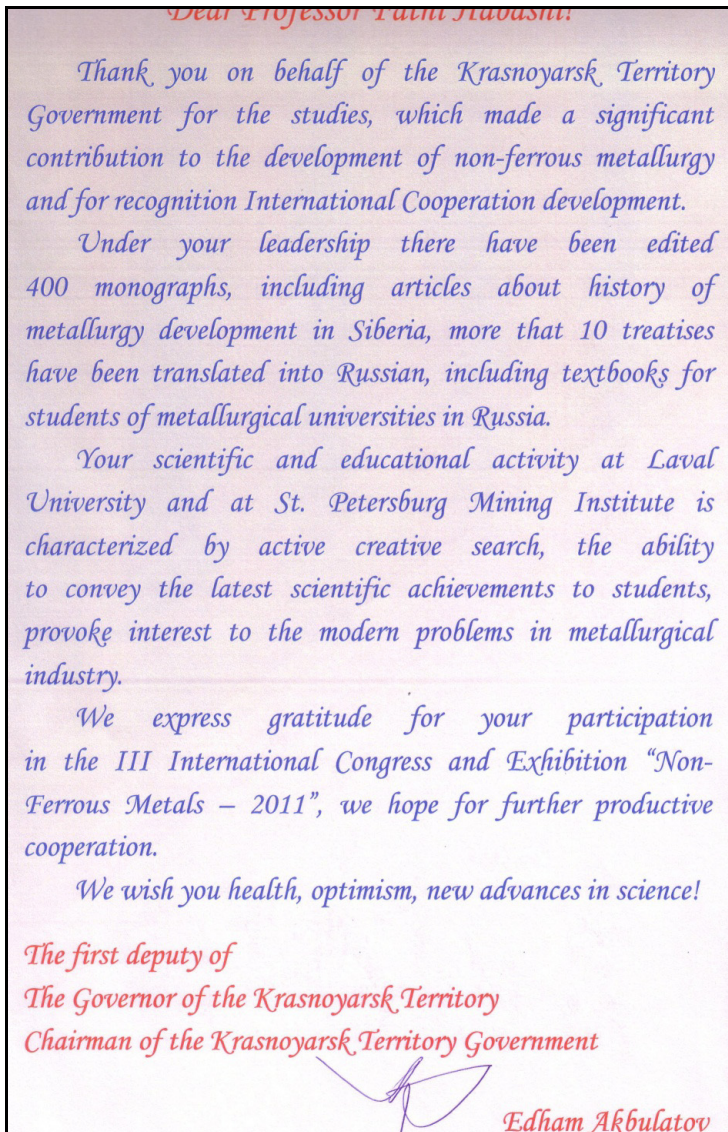 Dear Professor Fathi Habashi!
Thank you on behalf of the Krasnoyarsk Territory
Government for the studies, which made a significant
contribution to the development of non-ferrous metallurgy
and for recognition International Cooperation development.
Under your leadership there have been edited
400 monographs, including articles about history of
metallurgy development in Siberia, more that 10 treatises
have been translated into Russian, including textbooks for
students of metallurgical universities in Russia.
Your scientific and educational activity at Laval
University and at St. Petersburg Mining Institute is
characterized by active creative search, the ability
to convey the latest scientific achievements to students,
provoke interest to the modern problems in metallurgical
industry.
We express gratitude for your participation
in the III International Congress and Exhibition “Non-
Ferrous Metals – 2011”, we hope for further productive
cooperation.
We wish you health, optimism, new advances in science!
The first deputy of
The Governor of the Krasnoyarsk Territory
Chairman of the Krasnoyarsk Territory Government
Edham Akbulatov